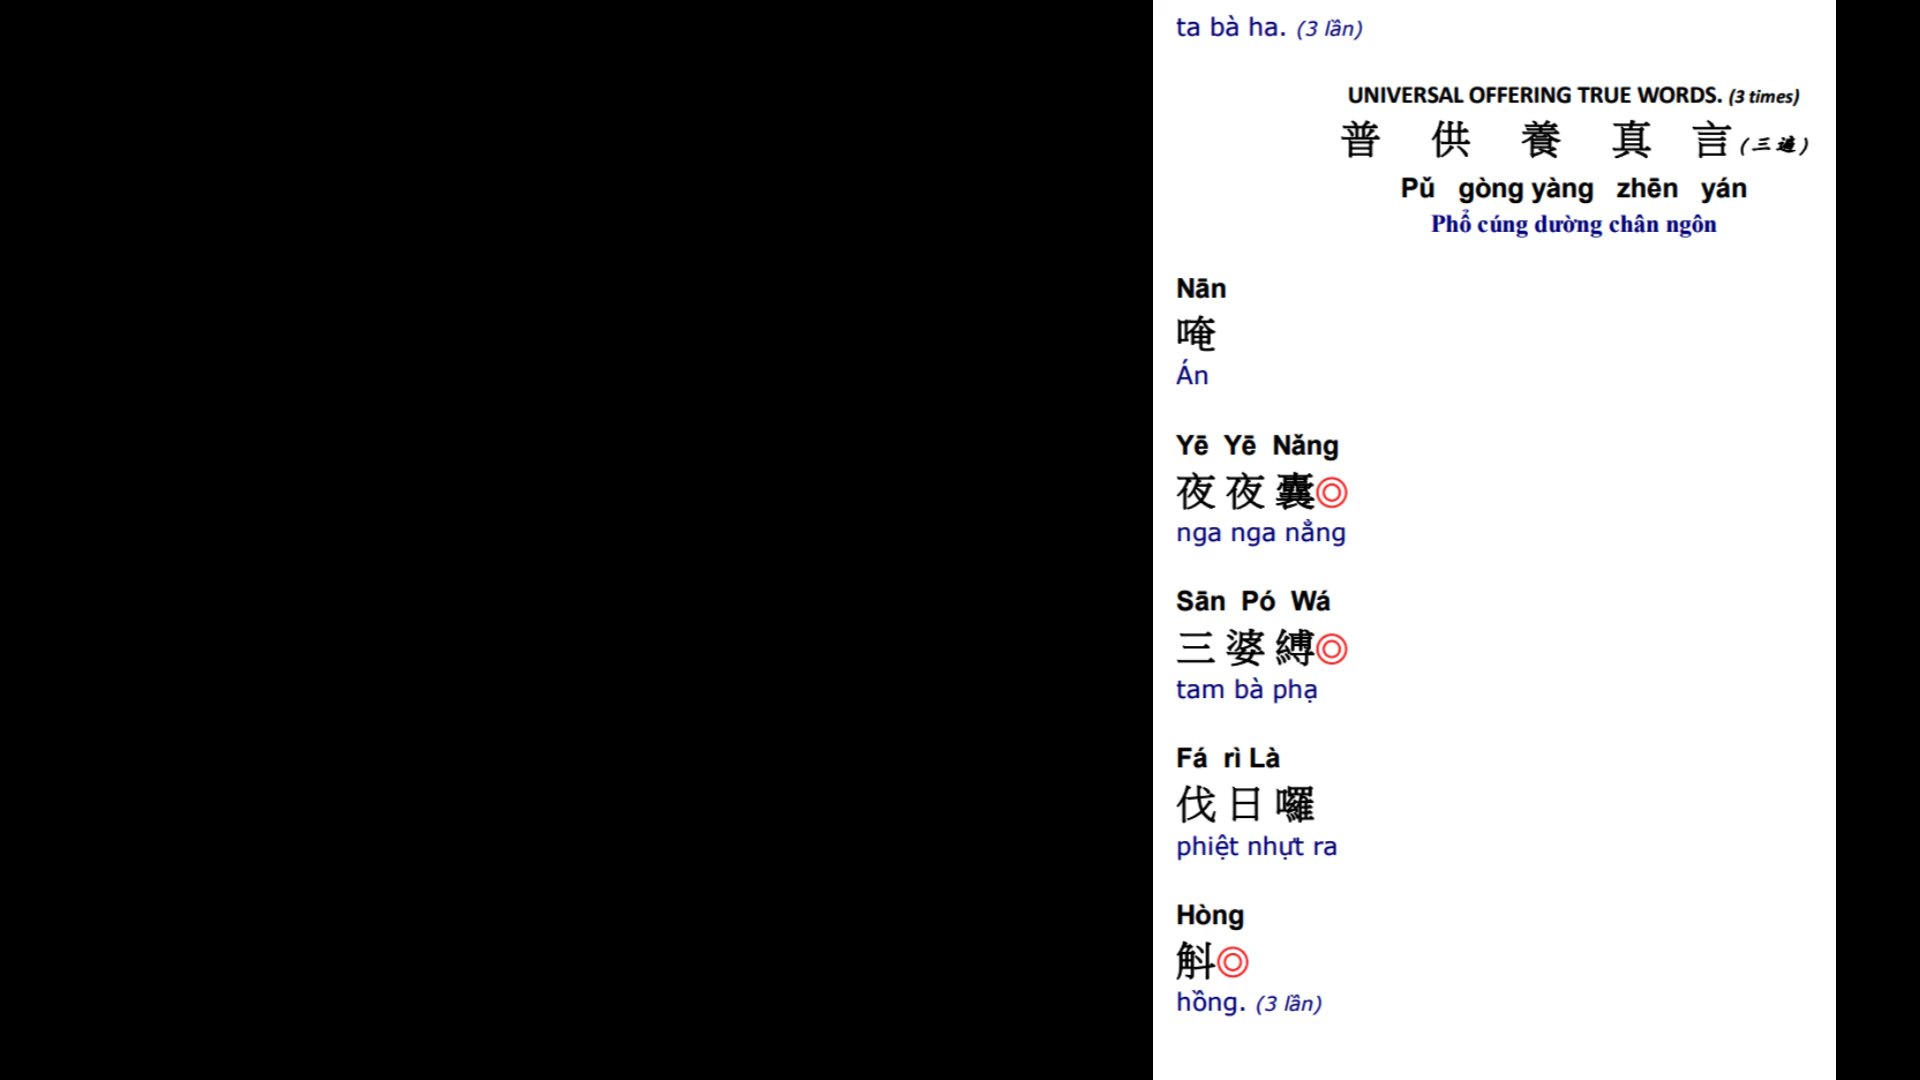 ta bà ha. (3 lần)
UNIVERSAL OFFERING TRUE WORDS. (3 times)
普 供 養 真 言 (三遍)
Pǔ gòng yàng zhēn yán
Phổ cúng dường chân ngôn
Nān
唵
Án
Yē Yē Nǎng
夜 夜 囊◎
nga nga nẳng
Sān Pó Wá
三 婆 縛◎
tam bà phạ
Fá rì Là
伐 日 囉
phiệt nhựt ra
Hòng
斛◎
hồng. (3 lần)